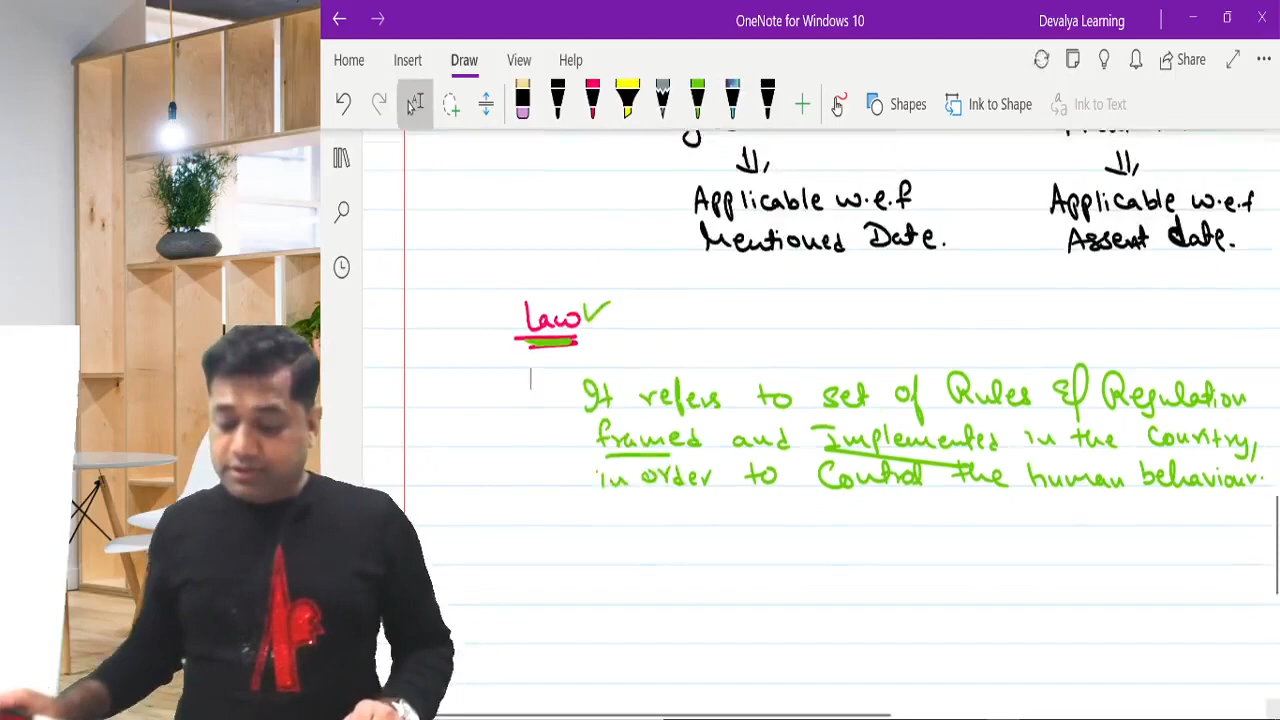 OneNote for Windows 10
Devalya Learning
Home Insert Draw View Help
Share
Shapes Ink to Shape Ink to Text
Applicable w.e.f
Mentioned Date.
Applicable w.e.f
Assent date.
Law
It refers to set of Rules & Regulation
framed and Implemented in the Country,
in order to Control the human behaviour.